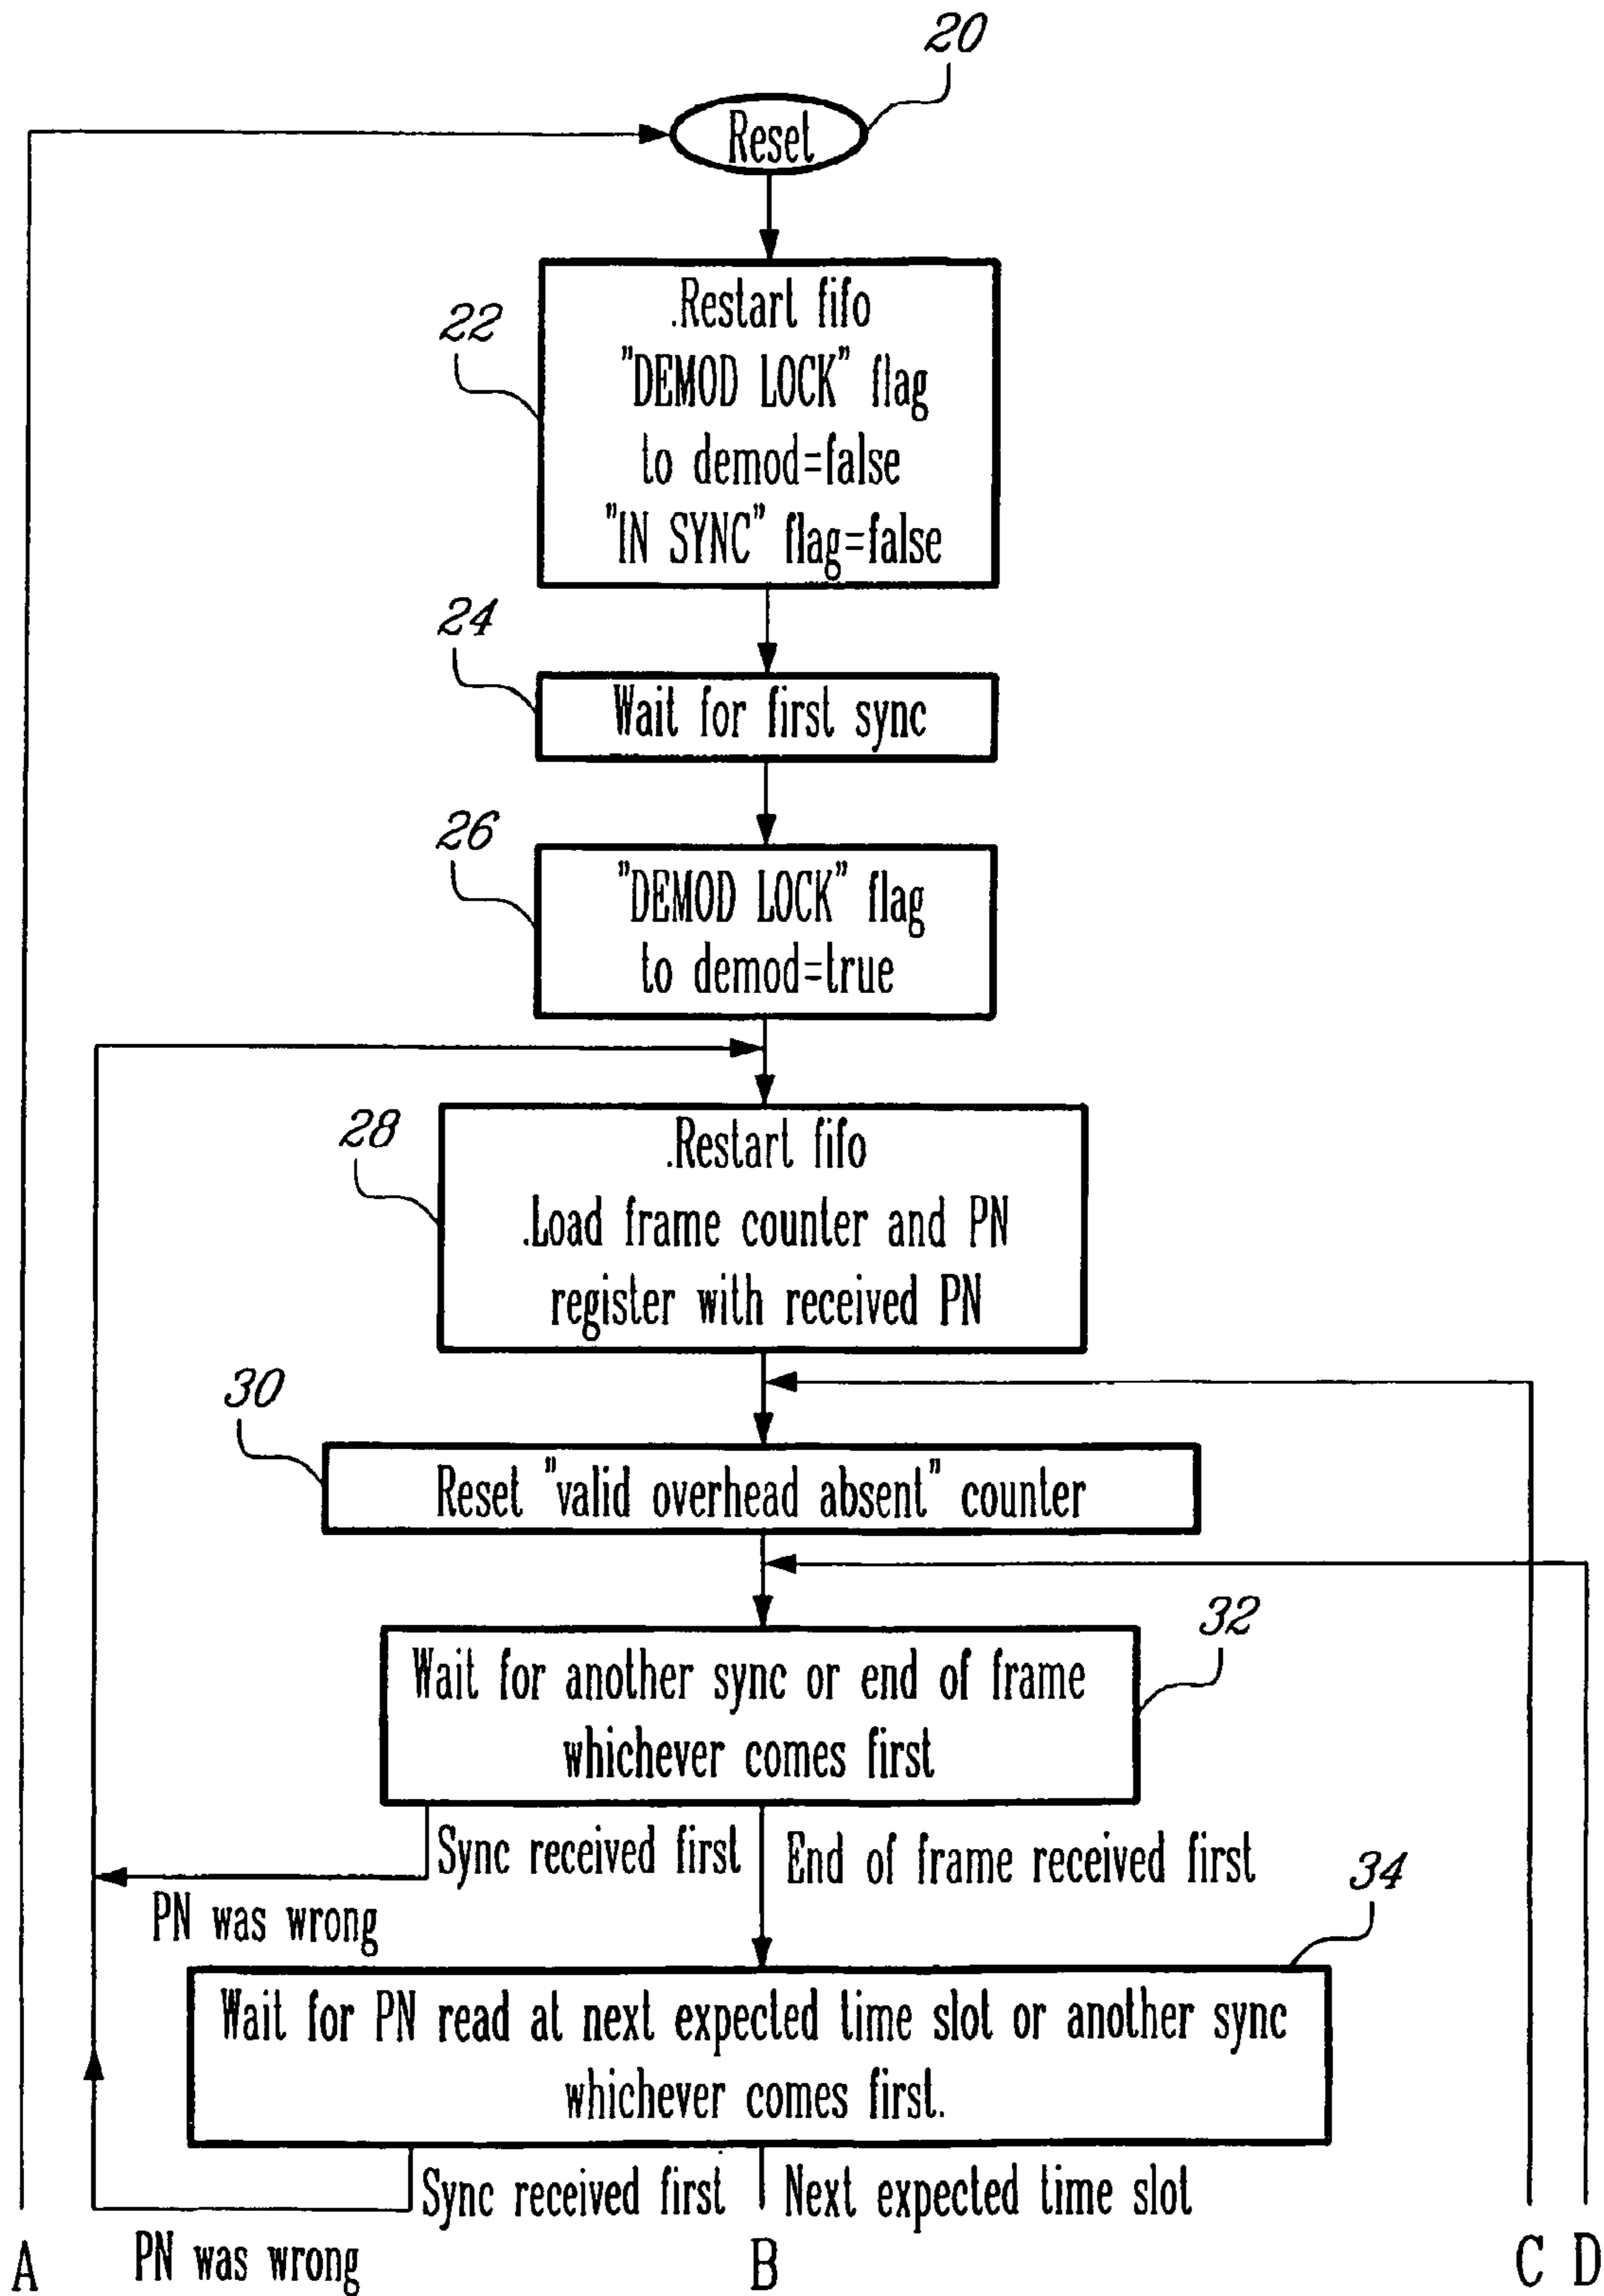 20
Reset
22
.Restart fifo
"DEMOD LOCK" flag
to demod=false
"IN SYNC" flag=false
24
Wait for first sync
26
"DEMOD LOCK" flag
to demod=true
28
.Restart fifo
.Load frame counter and PN
register with received PN
30
Reset "valid overhead absent" counter
32
Wait for another sync or end of frame
whichever comes first
Sync received first
End of frame received first
PN was wrong
34
Wait for PN read at next expected time slot or another sync
whichever comes first.
Sync received first
Next expected time slot
PN was wrong
A
B
C
D